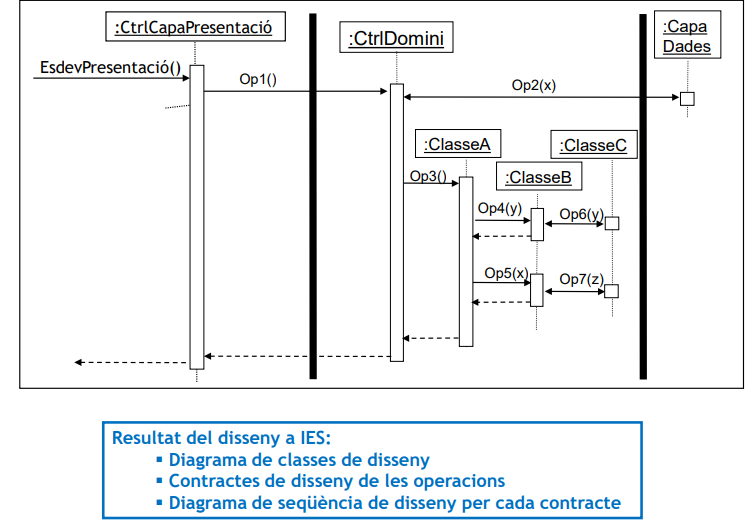 :CtrlCapaPresentació
:CtrlDomini
:Capa
Dades
EsdevPresentació()
Op1()
Op2(x)
:ClasseA
:ClasseC
:ClasseB
Op3()
Op4(y)
Op6(y)
Op5(x)
Op7(z)
Resultat del disseny a IES:
▪ Diagrama de classes de disseny
▪ Contractes de disseny de les operacions
▪ Diagrama de seqüència de disseny per cada contracte